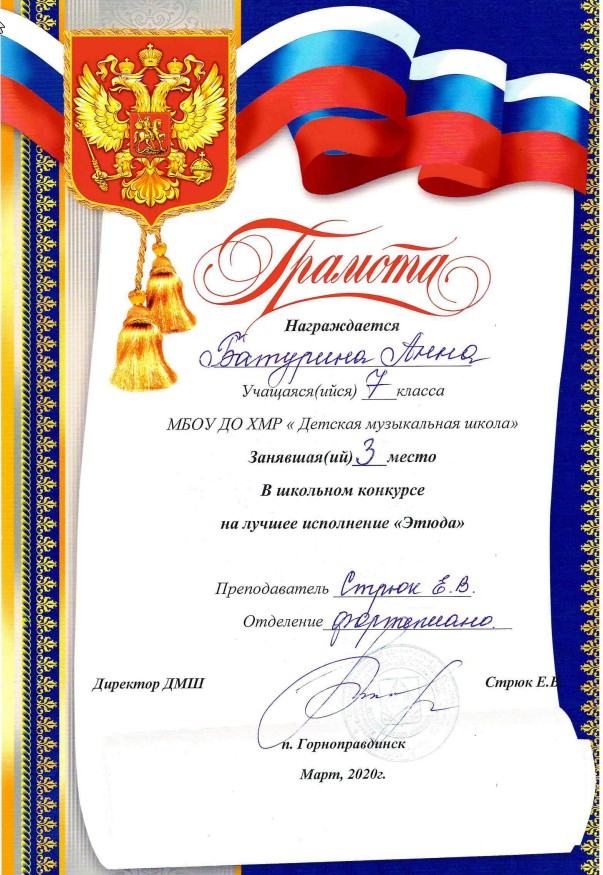 Грамота
Награждается
Батурина Анна
Учащаяся(ийся) 7 класса
МБОУ ДО ХМР « Детская музыкальная школа»
Занявшая(ий) 3 место
В школьном конкурсе
на лучшее исполнение «Этюда»
Преподаватель Стрюк Е.В.
Отделение фортепиано.
Директор ДМШ Стрюк Е.В
п. Горноправдинск
Март, 2020г.